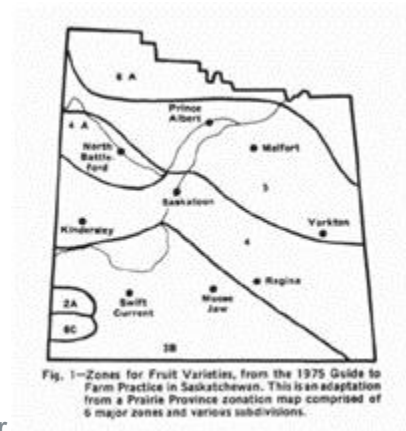 6 A
Prince
Albert
4 A
Melfort
North
Battle-
ford
3
Saskatoon
Kindersley
Yorkton
4
Regina
2A
Swift
Current
Moose
Jaw
6C
3B
Fig. 1—Zones for Fruit Varieties, from the 1975 Guide to
Farm Practice in Saskatchewan. This is an adaptation
from a Prairie Province zonation map comprised of
6 major zones and various subdivisions.
r